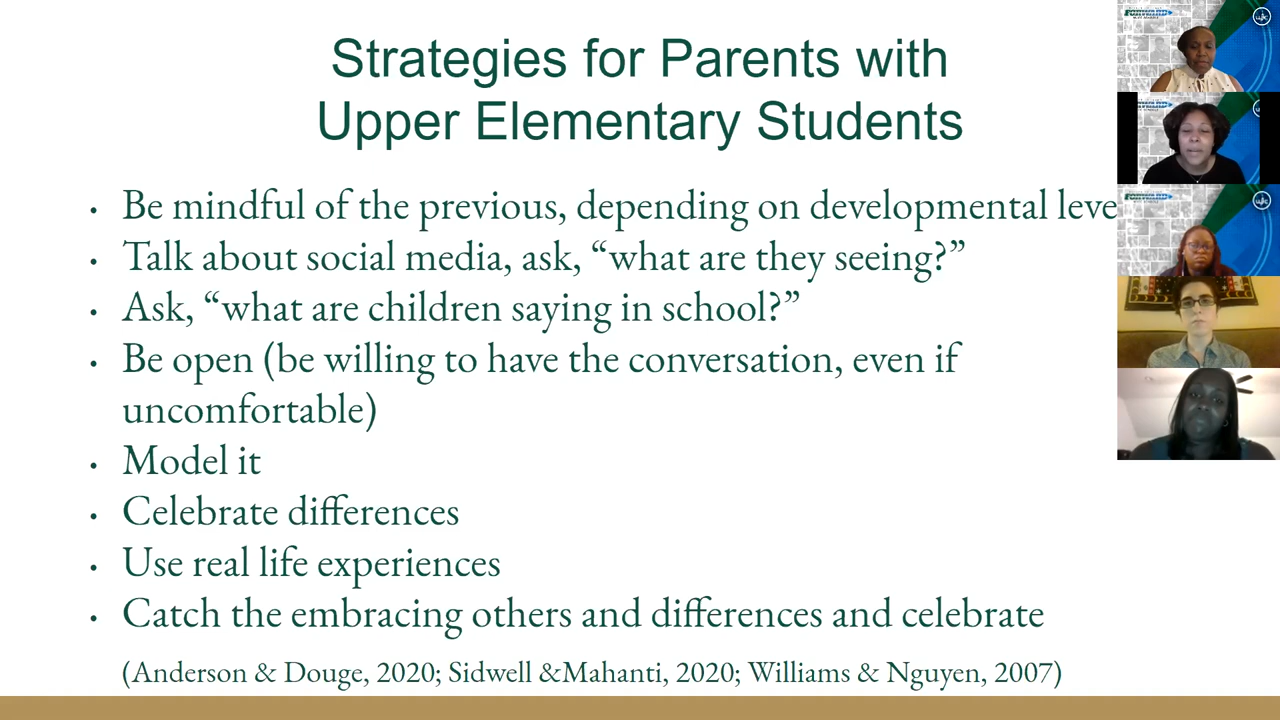 Strategies for Parents with
Upper Elementary Students
• Be mindful of the previous, depending on developmental leve
• Talk about social media, ask, “what are they seeing?”
• Ask, “what are children saying in school?”
• Be open (be willing to have the conversation, even if
uncomfortable)
• Model it
• Celebrate differences
• Use real life experiences
• Catch the embracing others and differences and celebrate
(Anderson & Douge, 2020; Sidwell &Mahanti, 2020; Williams & Nguyen, 2007)
FORWARD